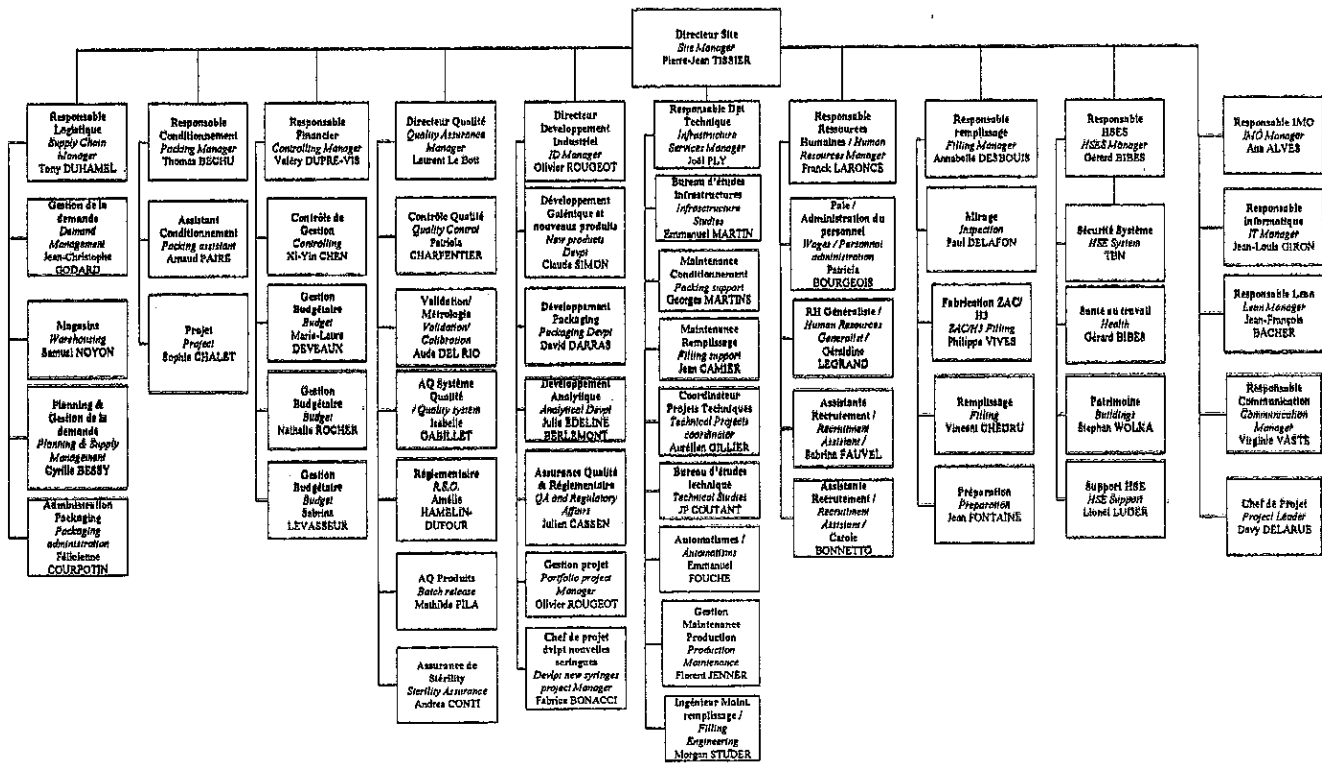 Directeur Site
Site Manager
Pierre-Jean TISSIER
Responsable
Logistique
Supply Chain
Manager
Tony DUHAMEL
Gestion de la
demande
Demand
Management
Jean-Christophe
GODARD
Magasins
Warehousing
Samuel NOYON
Planning &
Gestion de la
demande
Planning & Supply
Management
Cyrille BESSY
Administration
Packaging
Packaging
administration
Félicienne
COURPOTIN
Responsable
Conditionnement
Packing Manager
Thomas BEGHU
Assistant
Conditionnement
Packing assistant
Arnaud PAIRE
Projet
Project
Sophie CHALET
Responsable
Financier
Controlling Manager
Valéry DUPRE-VIS
Contrôle de
Gestion
Controlling
Xi-Yin CHEN
Gestion
Budgétaire
Budget
Marie-Laure
DEVEAUX
Gestion
Budgétaire
Budget
Nathalie ROCHER
Gestion
Budgétaire
Budget
Sabrina
LEVASSEUR
Directeur Qualité
Quality Assurance
Manager
Laurent Le Bott
Contrôle Qualité
Quality Control
Patricia
CHARPENTIER
Validation/
Métrologie
Validation/
Calibration
Aude DEL RIO
AQ Système
Qualité
/ Quality system
Isabelle
GABILLET
Réglementaire
R.S.O.
Amélie
HAMELIN-
DUFOUR
AQ Produits
Batch release
Mathilde PILA
Assurance de
Stérility
Sterility Assurance
Andrea CONTI
Directeur
Developpement
Industriel
ID Manager
Olivier ROUGEOT
Développement
Galénique et
nouveaux produits
New products
Devpt
Claude SIMON
Développement
Packaging
Packaging Devpt
David DARRAS
Developpement
Analytique
Analytical Devpt
Julie EDELINE
BERLEMONT
Assurance Qualité
& Réglementaire
QA and Regulatory
Affairs
Julien CASSEN
Gestion projet
Portfolio project
Manager
Olivier ROUGEOT
Chef de projet
dvlpt nouvelles
seringues
Devlpt new syringes
project Manager
Fabrice BONACCI
Responsable Dpt
Technique
Infrastructure
Services Manager
Joël PLY
Bureau d'études
Infrastructures
Infrastructure
Studies
Emmanuel MARTIN
Maintenance
Conditionnement
Packing support
Georges MARTINS
Maintenance
Remplissage
Filling support
Jean CAMIER
Coordinateur
Projets Techniques
Technical Projects
coordinator
Aurélien GILLIER
Bureau d'études
technique
Technical Studies
JP COUTANT
Automatismes /
Automatisms
Emmanuel
FOUCHE
Gestion
Maintenance
Production
Production
Maintenance
Florent JENNER
Ingénieur Maint.
remplissage /
Filling
Engineering
Morgan STUDER
Responsable
Ressources
Humaines / Human
Resources Manager
Franck LARONCE
Paie /
Administration du
personnel
Wages / Personnal
administration
Patricia
BOURGEOIS
RH Généraliste /
Human Resources
Generalist /
Géraldine
LEGRAND
Assistante
Recrutement /
Recruitment
Assistant /
Sabrina FAUVEL
Assistante
Recrutement /
Recruitment
Assistant /
Carole
BONNETTO
Responsable
remplissage
Filling Manager
Annabelle DESBOUIS
Mirage
Inspection
Paul DELAFON
Fabrication ZAC/
H3
ZAC/H3 Filling
Philippe VIVES
Remplissage
Filling
Vincent CHEDRU
Préparation
Preparation
Jean FONTAINE
Responsable
HSES
HSES Manager
Gérard BIBES
Sécurité Système
HSE System
TBN
Santé au travail
Health
Gérard BIBES
Patrimoine
Buildings
Stephan WOLKA
Support HSE
HSE Support
Lionel LUDER
Responsable IMO
IMO Manager
Ana ALVES
Responsable
informatique
IT Manager
Jean-Louis GIRON
Responsable Lean
Lean Manager
Jean-François
BACHER
Responsable
Communication
Communication
Manager
Virginie VASTE
Chef de Projet
Project Leader
Davy DELARUE